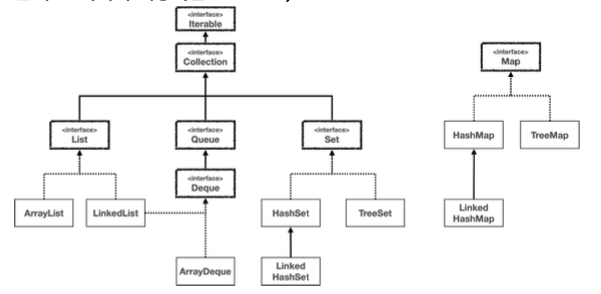 <interface>
Iterable
<interface>
Collection
<interface>
Map
<interface>
List
<interface>
Queue
<interface>
Set
HashMap
TreeMap
<interface>
Deque
ArrayList
LinkedList
HashSet
TreeSet
Linked
HashMap
ArrayDeque
Linked
HashSet